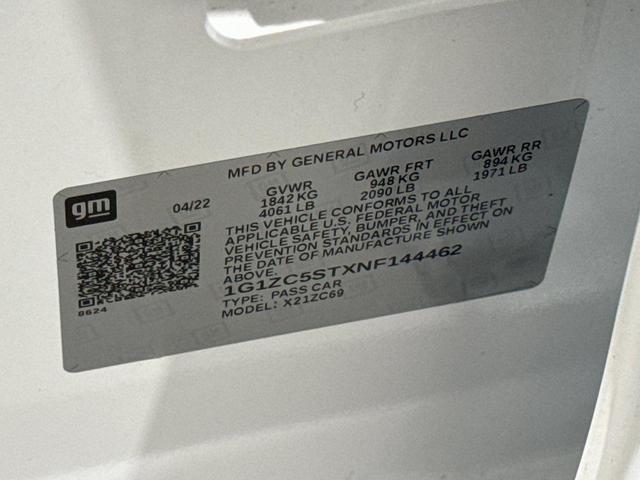 MFD BY GENERAL MOTORS LLC
gm
04/22
GVWR
1842 KG
4061 LB
GAWR FRT
948 KG
2090 LB
GAWR RR
894 KG
1971 LB
THIS VEHICLE CONFORMS TO ALL
APPLICABLE U.S. FEDERAL MOTOR
VEHICLE SAFETY, BUMPER, AND THEFT
PREVENTION STANDARDS IN EFFECT ON
THE DATE OF MANUFACTURE SHOWN
ABOVE.
1G1ZC5STXNF144462
TYPE: PASS CAR
MODEL: X21ZC69
8624